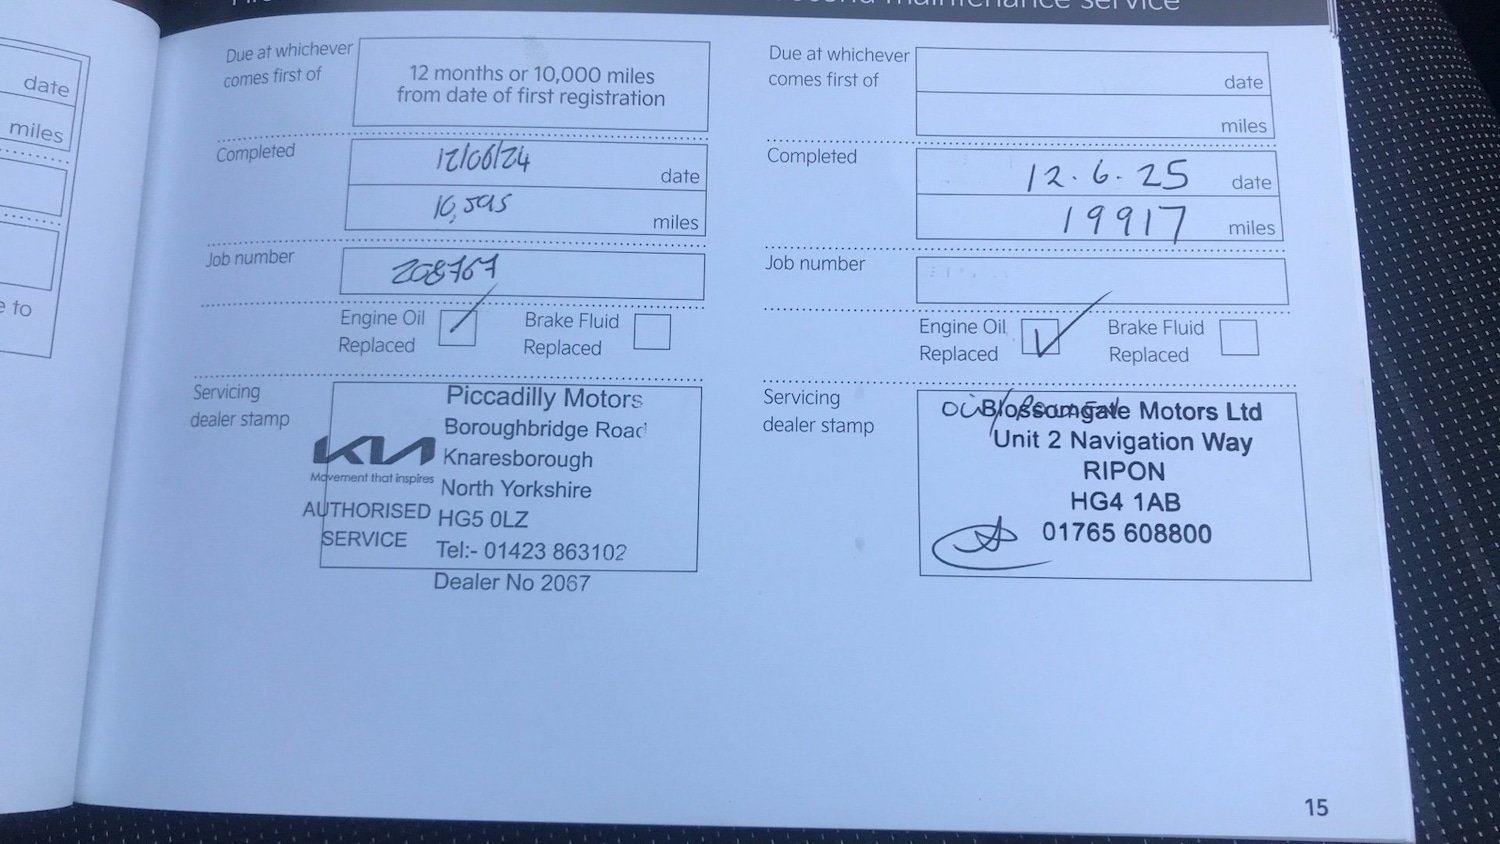 second maintenance service
date
miles
e to
Due at whichever
comes first of
12 months or 10,000 miles
from date of first registration
Completed
12/06/24 date
10,595 miles
Job number
208767
Engine Oil
Replaced
Brake Fluid
Replaced
Servicing
dealer stamp
KIA
Movement that inspires
AUTHORISED
SERVICE
Piccadilly Motors
Boroughbridge Road
Knaresborough
North Yorkshire
HG5 0LZ
Tel:- 01423 863102
Dealer No 2067
Due at whichever
comes first of
date
miles
Completed
12.6.25 date
19917 miles
Job number
Engine Oil
Replaced
Brake Fluid
Replaced
Servicing
dealer stamp
Blossomgate Motors Ltd
Unit 2 Navigation Way
RIPON
HG4 1AB
01765 608800
15